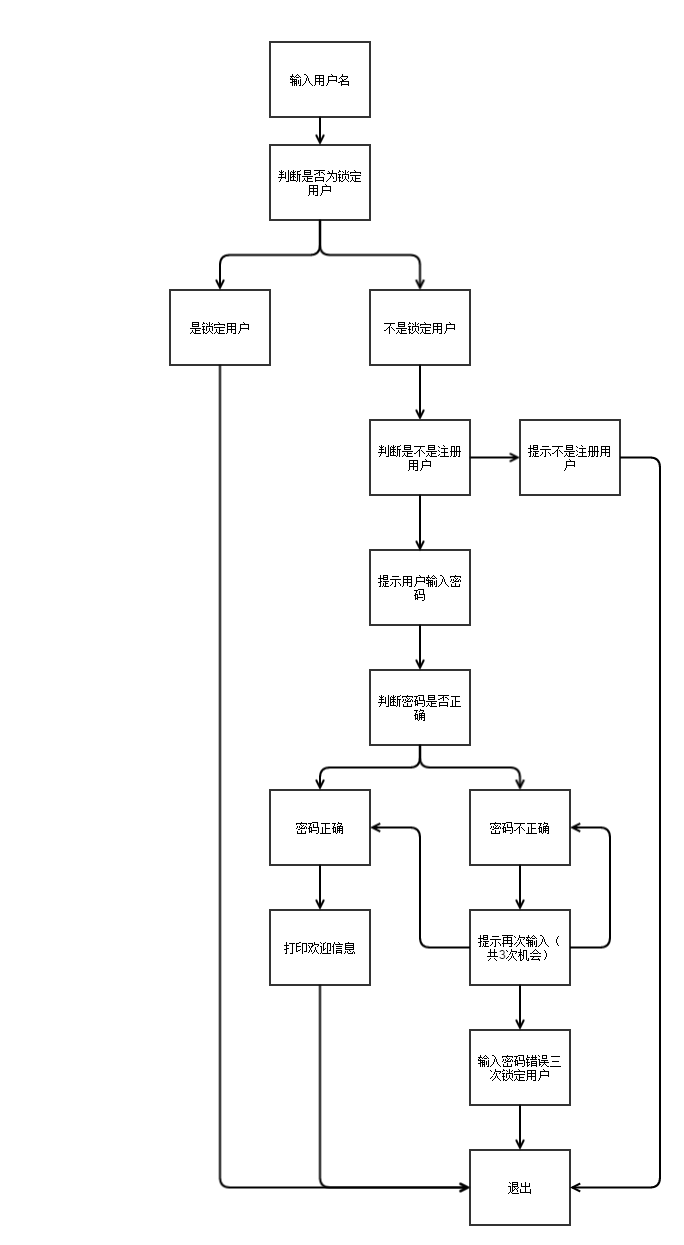 输入用户名
判断是否为锁定
用户
是锁定用户
不是锁定用户
判断是不是注册
用户
提示不是注册用
户
提示用户输入密
码
判断密码是否正
确
密码正确
密码不正确
打印欢迎信息
提示再次输入（
共3次机会）
输入密码错误三
次锁定用户
退出